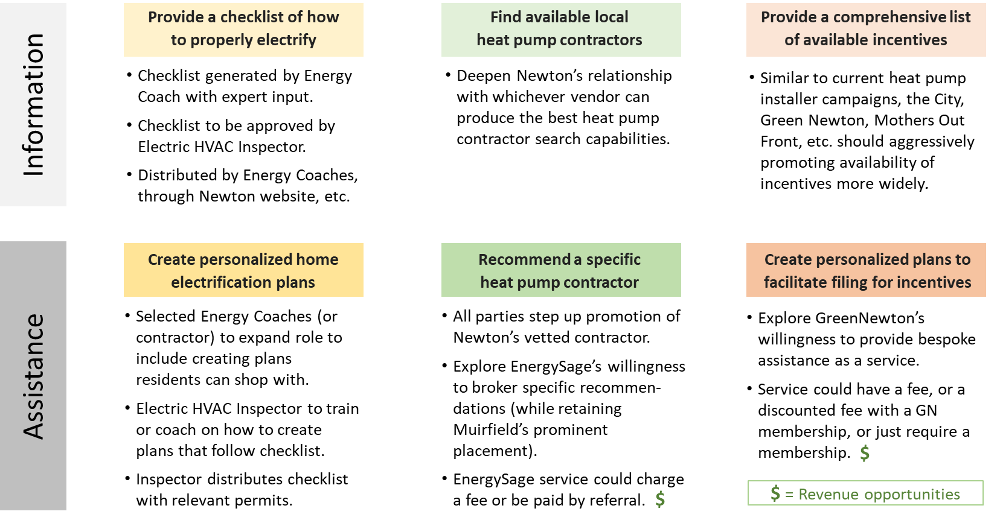 Information
Provide a checklist of how
to properly electrify
• Checklist generated by Energy
Coach with expert input.
• Checklist to be approved by
Electric HVAC Inspector.
• Distributed by Energy Coaches,
through Newton website, etc.
Find available local
heat pump contractors
• Deepen Newton’s relationship
with whichever vendor can
produce the best heat pump
contractor search capabilities.
Provide a comprehensive list
of available incentives
• Similar to current heat pump
installer campaigns, the City,
Green Newton, Mothers Out
Front, etc. should aggressively
promoting availability of
incentives more widely.
Assistance
Create personalized home
electrification plans
• Selected Energy Coaches (or
contractor) to expand role to
include creating plans
residents can shop with.
• Electric HVAC Inspector to train
or coach on how to create
plans that follow checklist.
• Inspector distributes checklist
with relevant permits.
Recommend a specific
heat pump contractor
• All parties step up promotion of
Newton’s vetted contractor.
• Explore EnergySage’s willingness
to broker specific recommen-
dations (while retaining
Muirfield’s prominent
placement).
• EnergySage service could charge
a fee or be paid by referral. $
Create personalized plans to
facilitate filing for incentives
• Explore GreenNewton’s
willingness to provide bespoke
assistance as a service.
• Service could have a fee, or a
discounted fee with a GN
membership, or just require a
membership. $
$ = Revenue opportunities